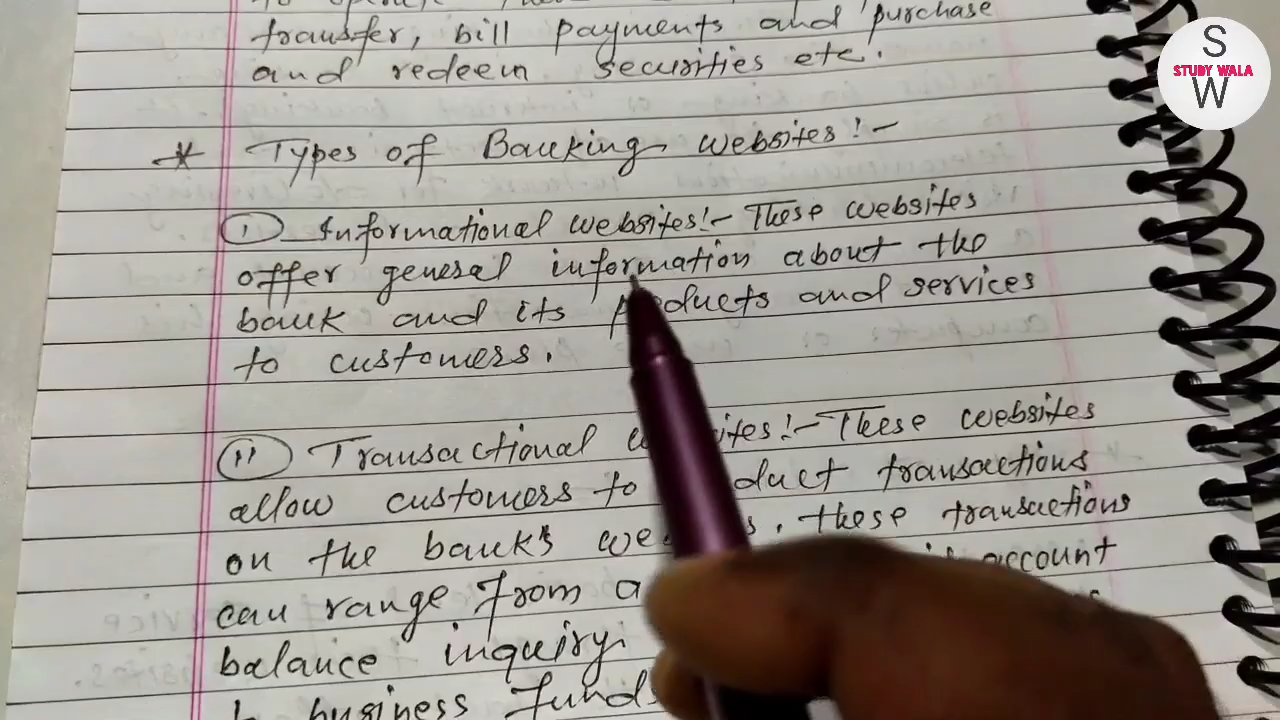 transfer, bill payments and purchase
and redeem securities etc.
* Types of Banking websites:-
(i) Informational websites:- These websites
offer general information about the
bank and its products and services
to customers.
(ii) Transactional :- These websites
allow customers to transactions
on the bank's these transactions
can range from a account
balance inquiry
business funds
S
STUDY WALA
W